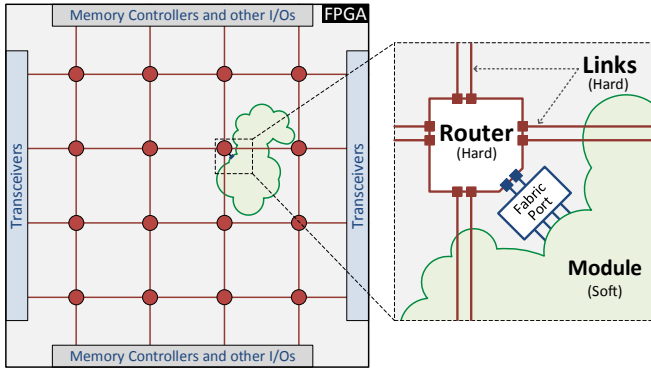 Memory Controllers and other I/Os
FPGA
Transceivers
Transceivers
Memory Controllers and other I/Os
Links
(Hard)
Router
(Hard)
Fabric
Port
Module
(Soft)